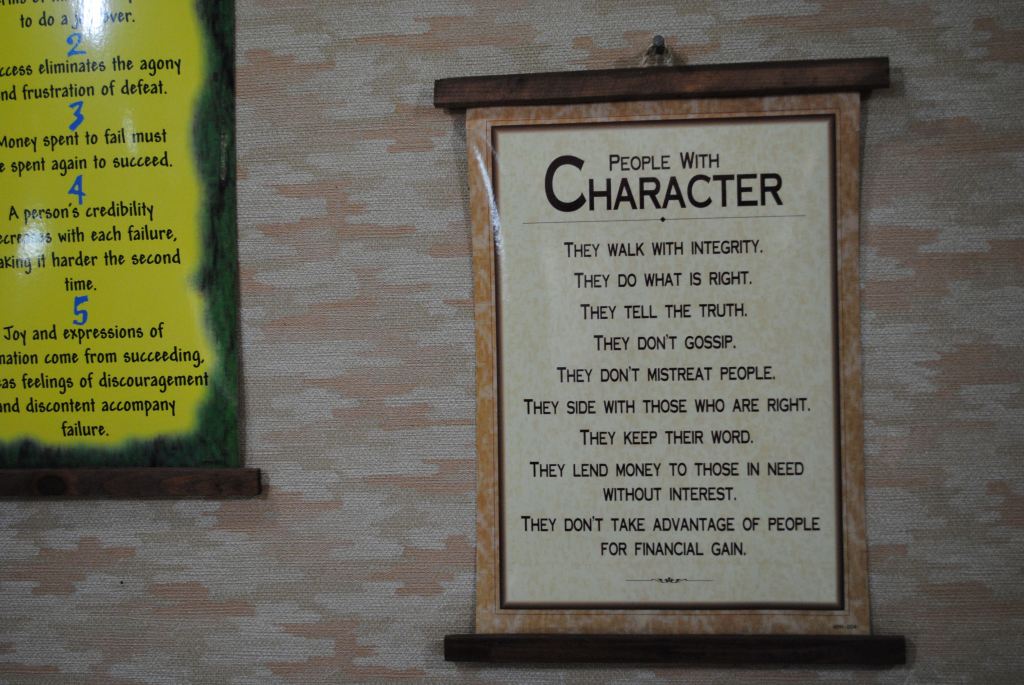 to do a
over.
2
ccess eliminates the agony
nd frustration of defeat.
3
Money spent to fail must
e spent again to succeed.
4
A person's credibility
with each failure,
aking it harder the second
time.
5
Joy and expressions of
nation come from succeeding,
as feelings of discouragement
and discontent accompany
failure.
PEOPLE WITH
CHARACTER
THEY WALK WITH INTEGRITY.
THEY DO WHAT IS RIGHT.
THEY TELL THE TRUTH.
THEY DON'T GOSSIP.
THEY DON'T MISTREAT PEOPLE.
THEY SIDE WITH THOSE WHO ARE RIGHT.
THEY KEEP THEIR WORD.
THEY LEND MONEY TO THOSE IN NEED
WITHOUT INTEREST.
THEY DON'T TAKE ADVANTAGE OF PEOPLE
FOR FINANCIAL GAIN.